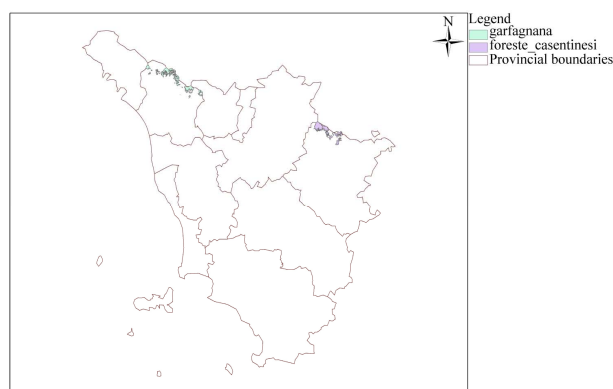 N
Legend
garfagnana
foreste_casentinesi
Provincial boundaries